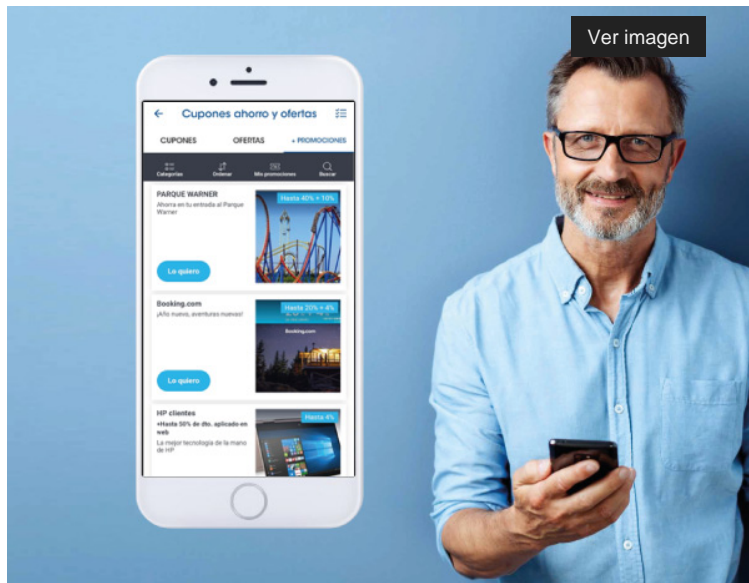 Ver imagen
Cupones ahorro y ofertas
CUPONES OFERTAS + PROMOCIONES
Categorías Ordenar Mis promociones Buscar
PARQUE WARNER
Ahorra en tu entrada al Parque
Warner
Hasta 40% + 10%
Lo quiero
Booking.com
¡Año nuevo, aventuras nuevas!
Hasta 20% + 4%
Booking.com
Lo quiero
HP clientes
+Hasta 50% de dto. aplicado en
web
La mejor tecnología de la mano
de HP
Hasta 4%